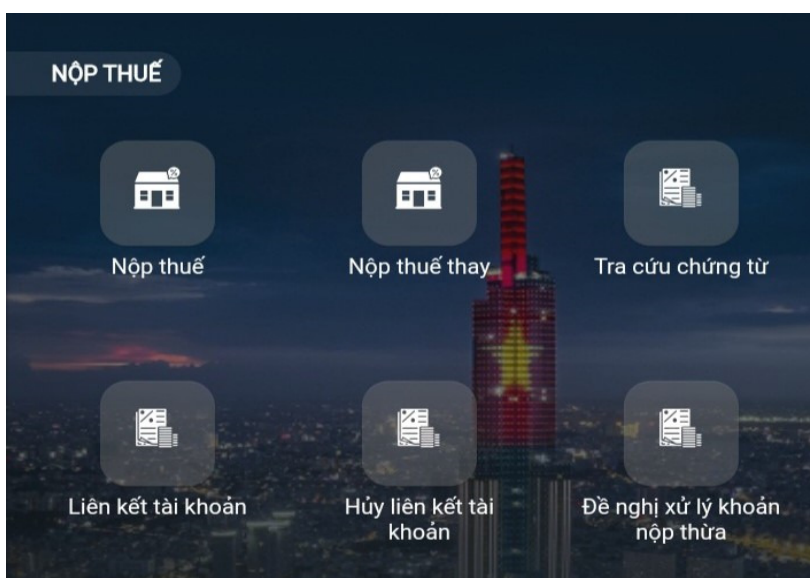 NỘP THUẾ
Nộp thuế
Nộp thuế thay
Tra cứu chứng từ
Liên kết tài khoản
Hủy liên kết tài
khoản
Đề nghị xử lý khoản
nộp thừa